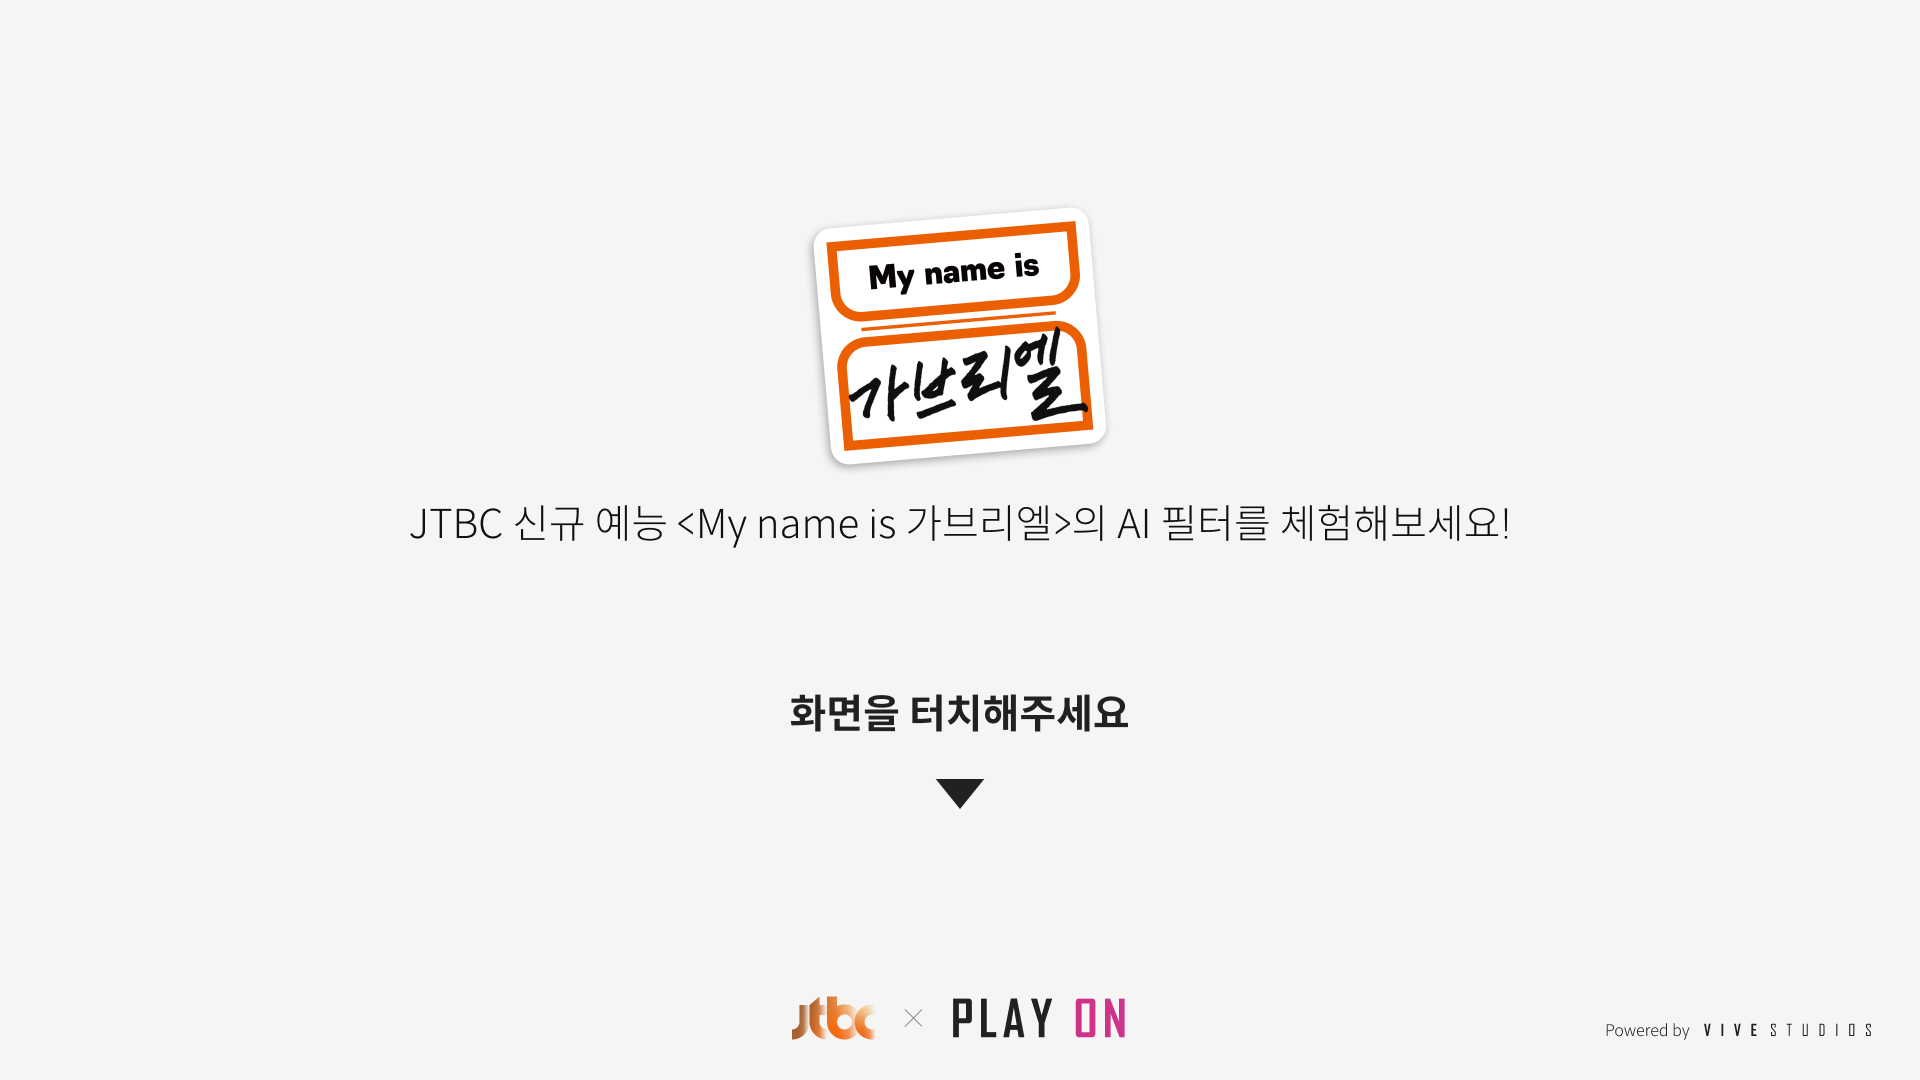 My name is
가브리엘
JTBC 신규 예능 <My name is 가브리엘>의 AI 필터를 체험해보세요!
화면을 터치해주세요
jtbc × PLAY ON
Powered by VIVESTUDIOS